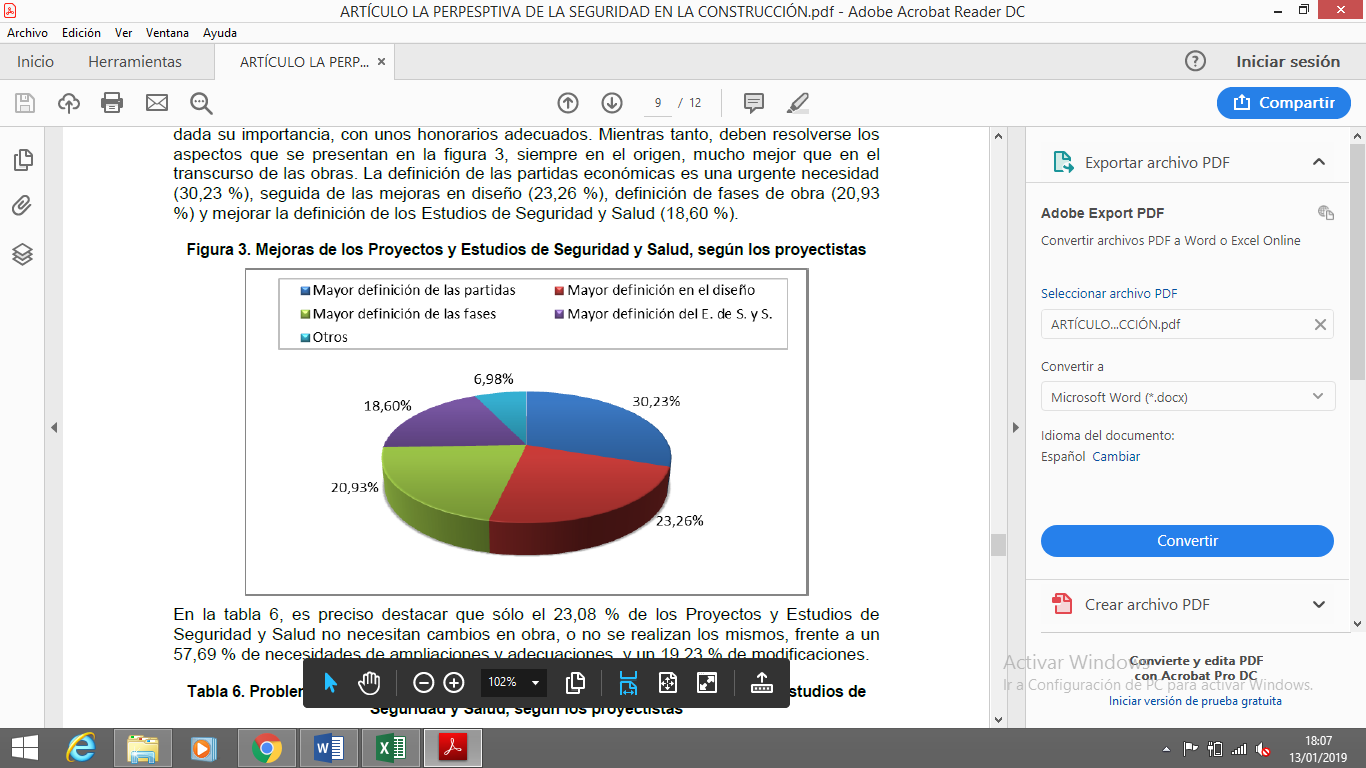 ARTÍCULO LA PERPESPTIVA DE LA SEGURIDAD EN LA CONSTRUCCIÓN.pdf - Adobe Acrobat Reader DC
Archivo Edición Ver Ventana Ayuda
Inicio Herramientas ARTÍCULO LA PERP... × Iniciar sesión
9 / 12 Compartir
dada su importancia, con unos honorarios adecuados. Mientras tanto, deben resolverse los
aspectos que se presentan en la figura 3, siempre en el origen, mucho mejor que en el
transcurso de las obras. La definición de las partidas económicas es una urgente necesidad
(30,23 %), seguida de las mejoras en diseño (23,26 %), definición de fases de obra (20,93
%) y mejorar la definición de los Estudios de Seguridad y Salud (18,60 %).
Figura 3. Mejoras de los Proyectos y Estudios de Seguridad y Salud, según los proyectistas
Mayor definición de las partidas Mayor definición en el diseño
Mayor definición de las fases Mayor definición del E. de S. y S.
Otros
6,98%
30,23%
18,60%
20,93%
23,26%
En la tabla 6, es preciso destacar que sólo el 23,08 % de los Proyectos y Estudios de
Seguridad y Salud no necesitan cambios en obra, o no se realizan los mismos, frente a un
57,69 % de necesidades de ampliaciones y adecuaciones, y un 19,23 % de modificaciones.
102%
Tabla 6. Probler studios de
Seguridad y Salud, según los proyectistas
Exportar archivo PDF
Adobe Export PDF
Convertir archivos PDF a Word o Excel Online
Seleccionar archivo PDF
ARTÍCULO...CCIÓN.pdf
Convertir a
Microsoft Word (*.docx)
Idioma del documento:
Español Cambiar
Convertir
Crear archivo PDF
Convierte y edita PDF
con Acrobat Pro DC
Iniciar versión de prueba gratuita
Activar Windows
Ir a Configuración de PC para activar Windows.
18:07
13/01/2019